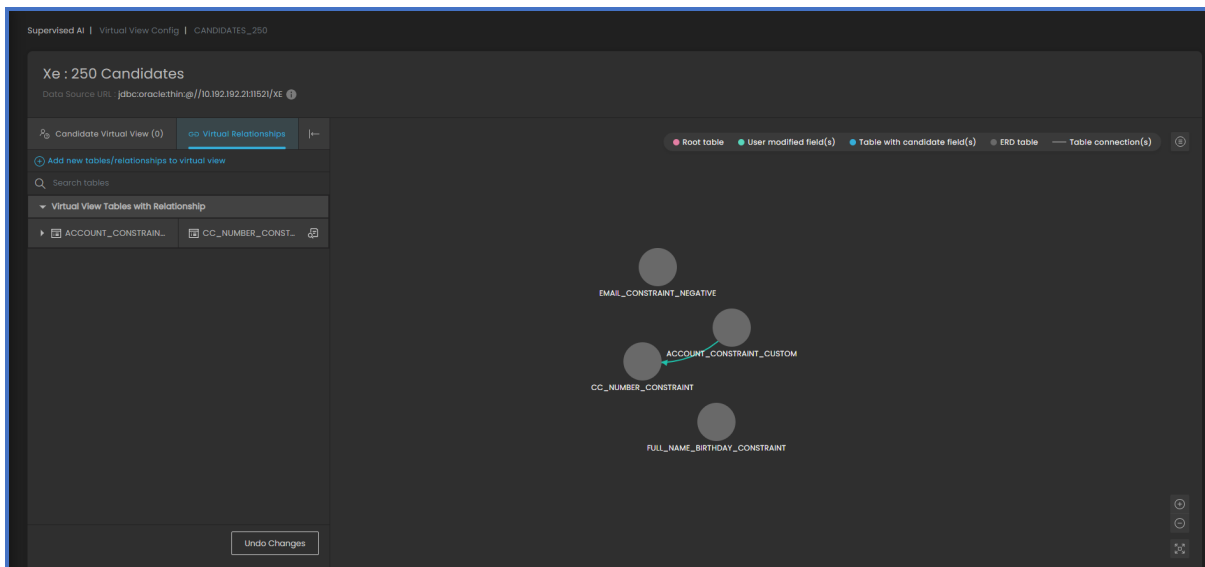 Supervised AI | Virtual View Config | CANDIDATES_250
Xe : 250 Candidates
Data Source URL : jdbc:oracle:thin:@//10.192.192.21:11521/XE
Candidate Virtual View (0) Virtual Relationships
Root table User modified field(s) Table with candidate field(s) ERD table Table connection(s)
Add new tables/relationships to virtual view
Search tables
Virtual View Tables with Relationship
ACCOUNT_CONSTRAIN... CC_NUMBER_CONST...
EMAIL_CONSTRAINT_NEGATIVE
ACCOUNT_CONSTRAINT_CUSTOM
CC_NUMBER_CONSTRAINT
FULL_NAME_BIRTHDAY_CONSTRAINT
Undo Changes